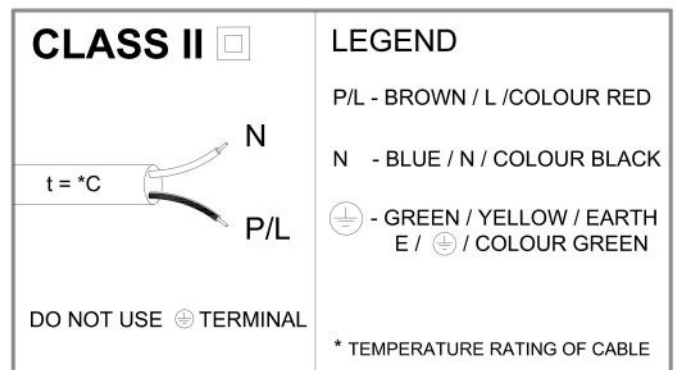 CLASS II
N
t = *C
P/L
DO NOT USE ⏚ TERMINAL
LEGEND
P/L - BROWN / L /COLOUR RED
N - BLUE / N / COLOUR BLACK
⏚ - GREEN / YELLOW / EARTH
E / ⏚ / COLOUR GREEN
* TEMPERATURE RATING OF CABLE